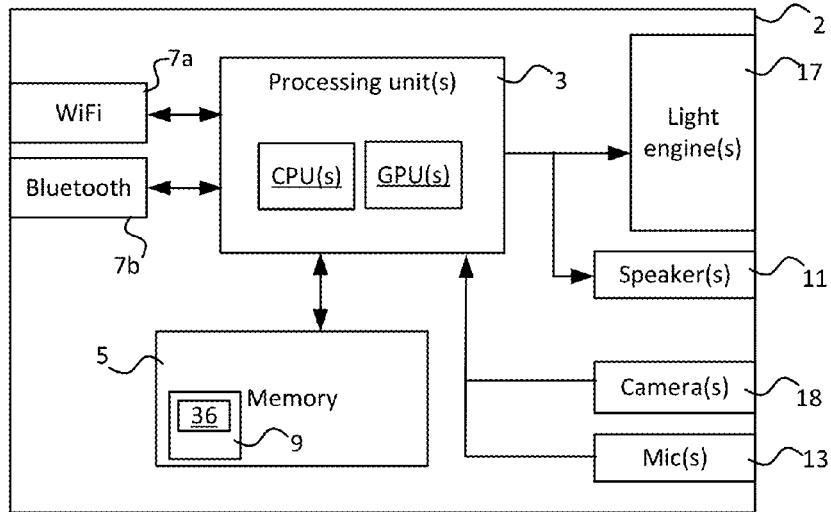 2
7a
Processing unit(s)
3
17
WiFi
Light
engine(s)
CPU(s)
GPU(s)
Bluetooth
7b
Speaker(s)
11
5
Memory
36
9
Camera(s)
18
Mic(s)
13